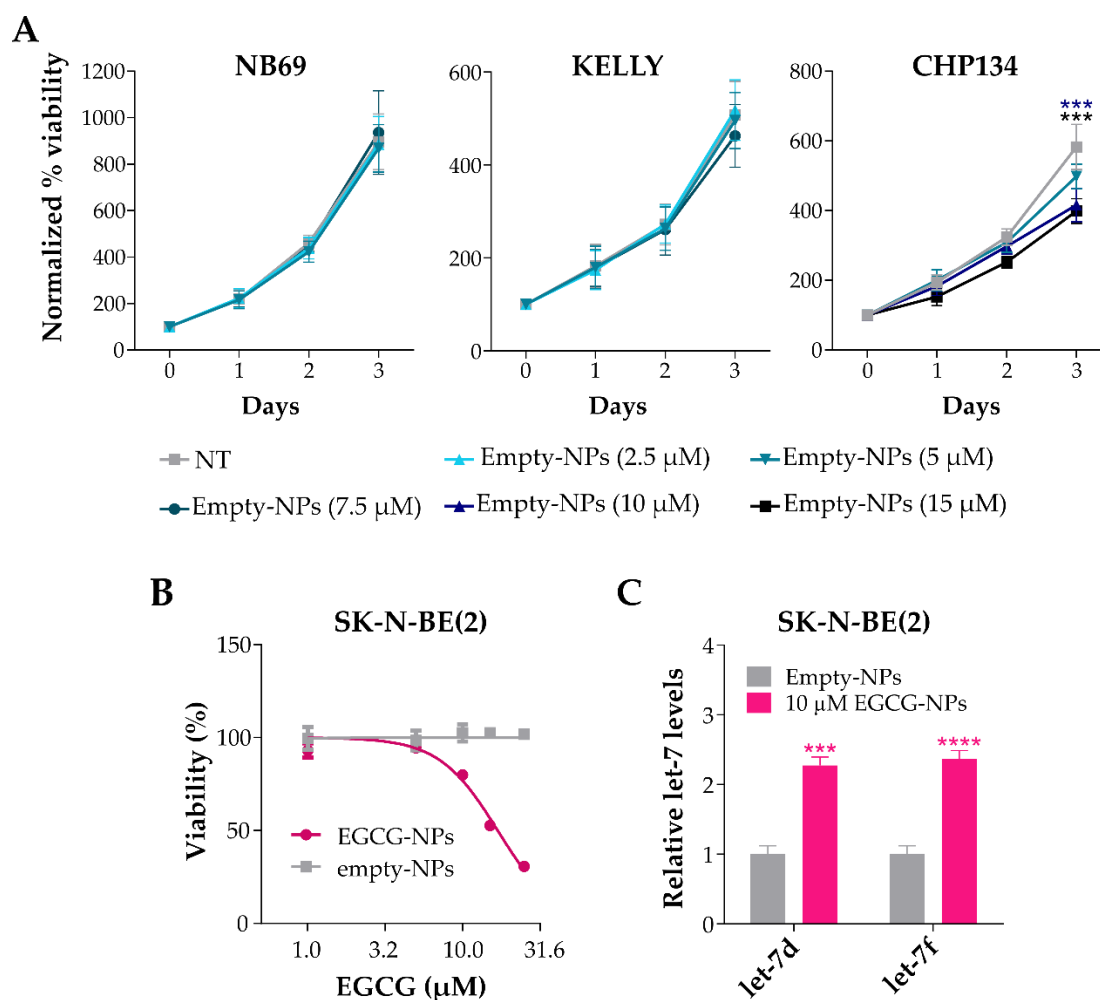 A
NB69 KELLY CHP134
Normalized % viability
1200
1000
800
600
400
200
0
0 1 2 3
Days
600
400
200
0
0 1 2 3
Days
800
600
400
200
0
***
***
0 1 2 3
Days
NT Empty-NPs (2.5 μM) Empty-NPs (5 μM)
Empty-NPs (7.5 μM) Empty-NPs (10 μM) Empty-NPs (15 μM)
B
SK-N-BE(2)
Viability (%)
150
100
50
0
EGCG-NPs
empty-NPs
1.0 3.2 10.0 31.6
EGCG (μM)
C
SK-N-BE(2)
Relative let-7 levels
4
3
2
1
0
Empty-NPs
10 μM EGCG-NPs
*** ****
let-7d let-7f